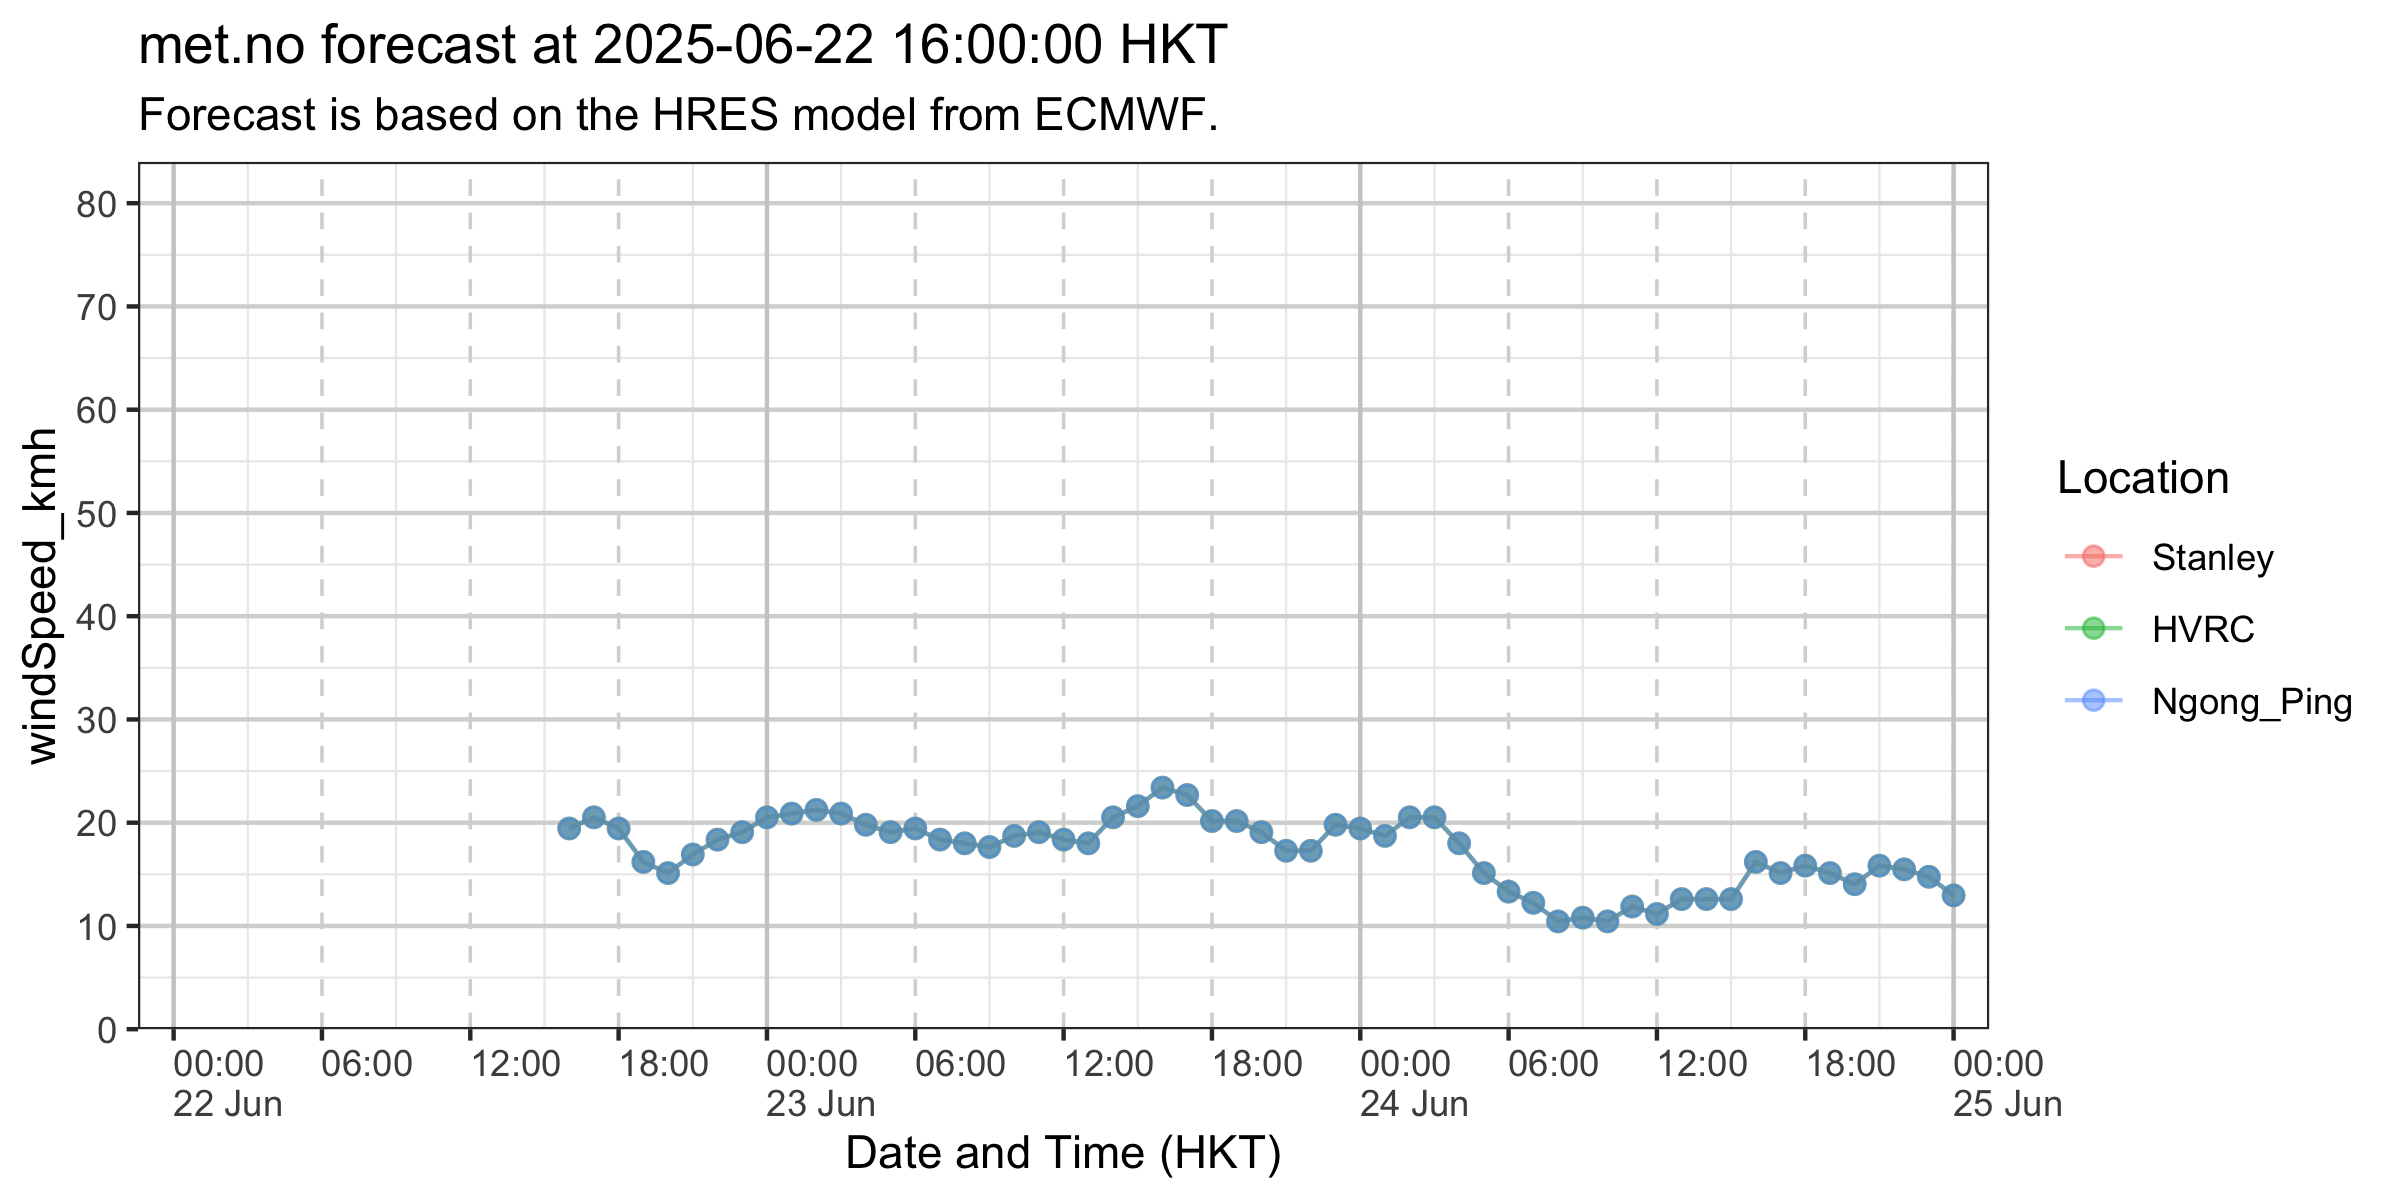 met.no forecast at 2025-06-22 16:00:00 HKT
Forecast is based on the HRES model from ECMWF.
windSpeed_kmh
80
70
60
50
40
30
20
10
0
00:00 06:00 12:00 18:00 00:00 06:00 12:00 18:00 00:00 06:00 12:00 18:00 00:00
22 Jun 23 Jun 24 Jun 25 Jun
Date and Time (HKT)
Location
Stanley
HVRC
Ngong_Ping